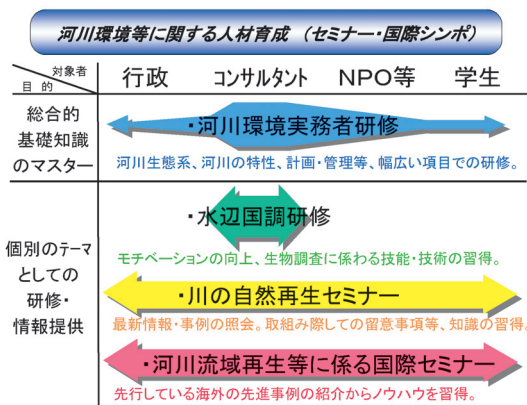 河川環境等に関する人材育成 (セミナー・国際シンポ)
対象者
目 的
行政 コンサルタント NPO等 学生
総合的
基礎知識
のマスター
・河川環境実務者研修
河川生態系、河川の特性、計画・管理等、幅広い項目での研修。
個別のテーマ
としての
研修・
情報提供
・水辺国調研修
モチベーションの向上、生物調査に係わる技能・技術の習得。
・川の自然再生セミナー
最新情報・事例の照会。取組み際しての留意事項等、知識の習得。
・河川流域再生等に係る国際セミナー
先行している海外の先進事例の紹介からノウハウを習得。